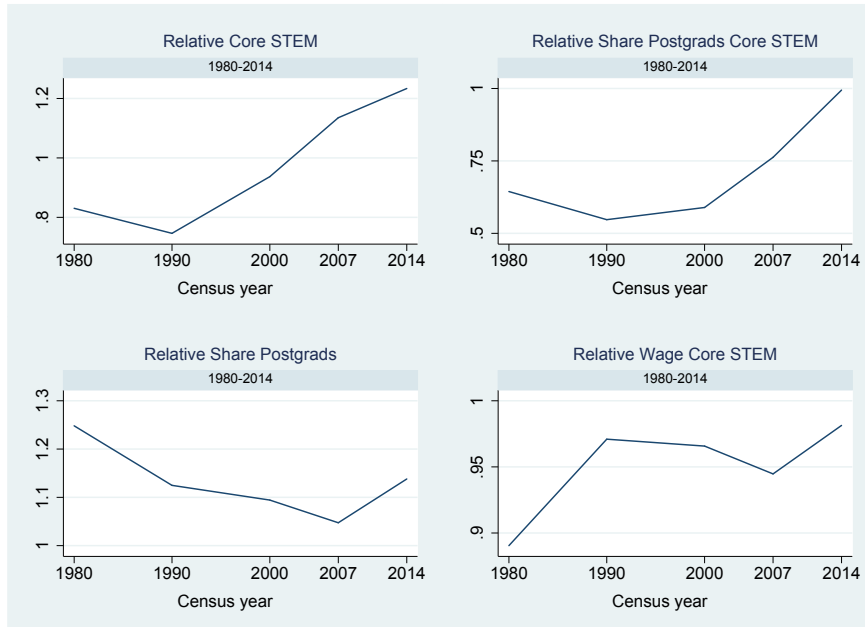 Relative Core STEM
1980-2014
1.2
1
.8
1980 1990 2000 2007 2014
Census year
Relative Share Postgrads Core STEM
1980-2014
1
.75
.5
1980 1990 2000 2007 2014
Census year
Relative Share Postgrads
1980-2014
1.3
1.2
1.1
1
1980 1990 2000 2007 2014
Census year
Relative Wage Core STEM
1980-2014
1
.95
.9
1980 1990 2000 2007 2014
Census year